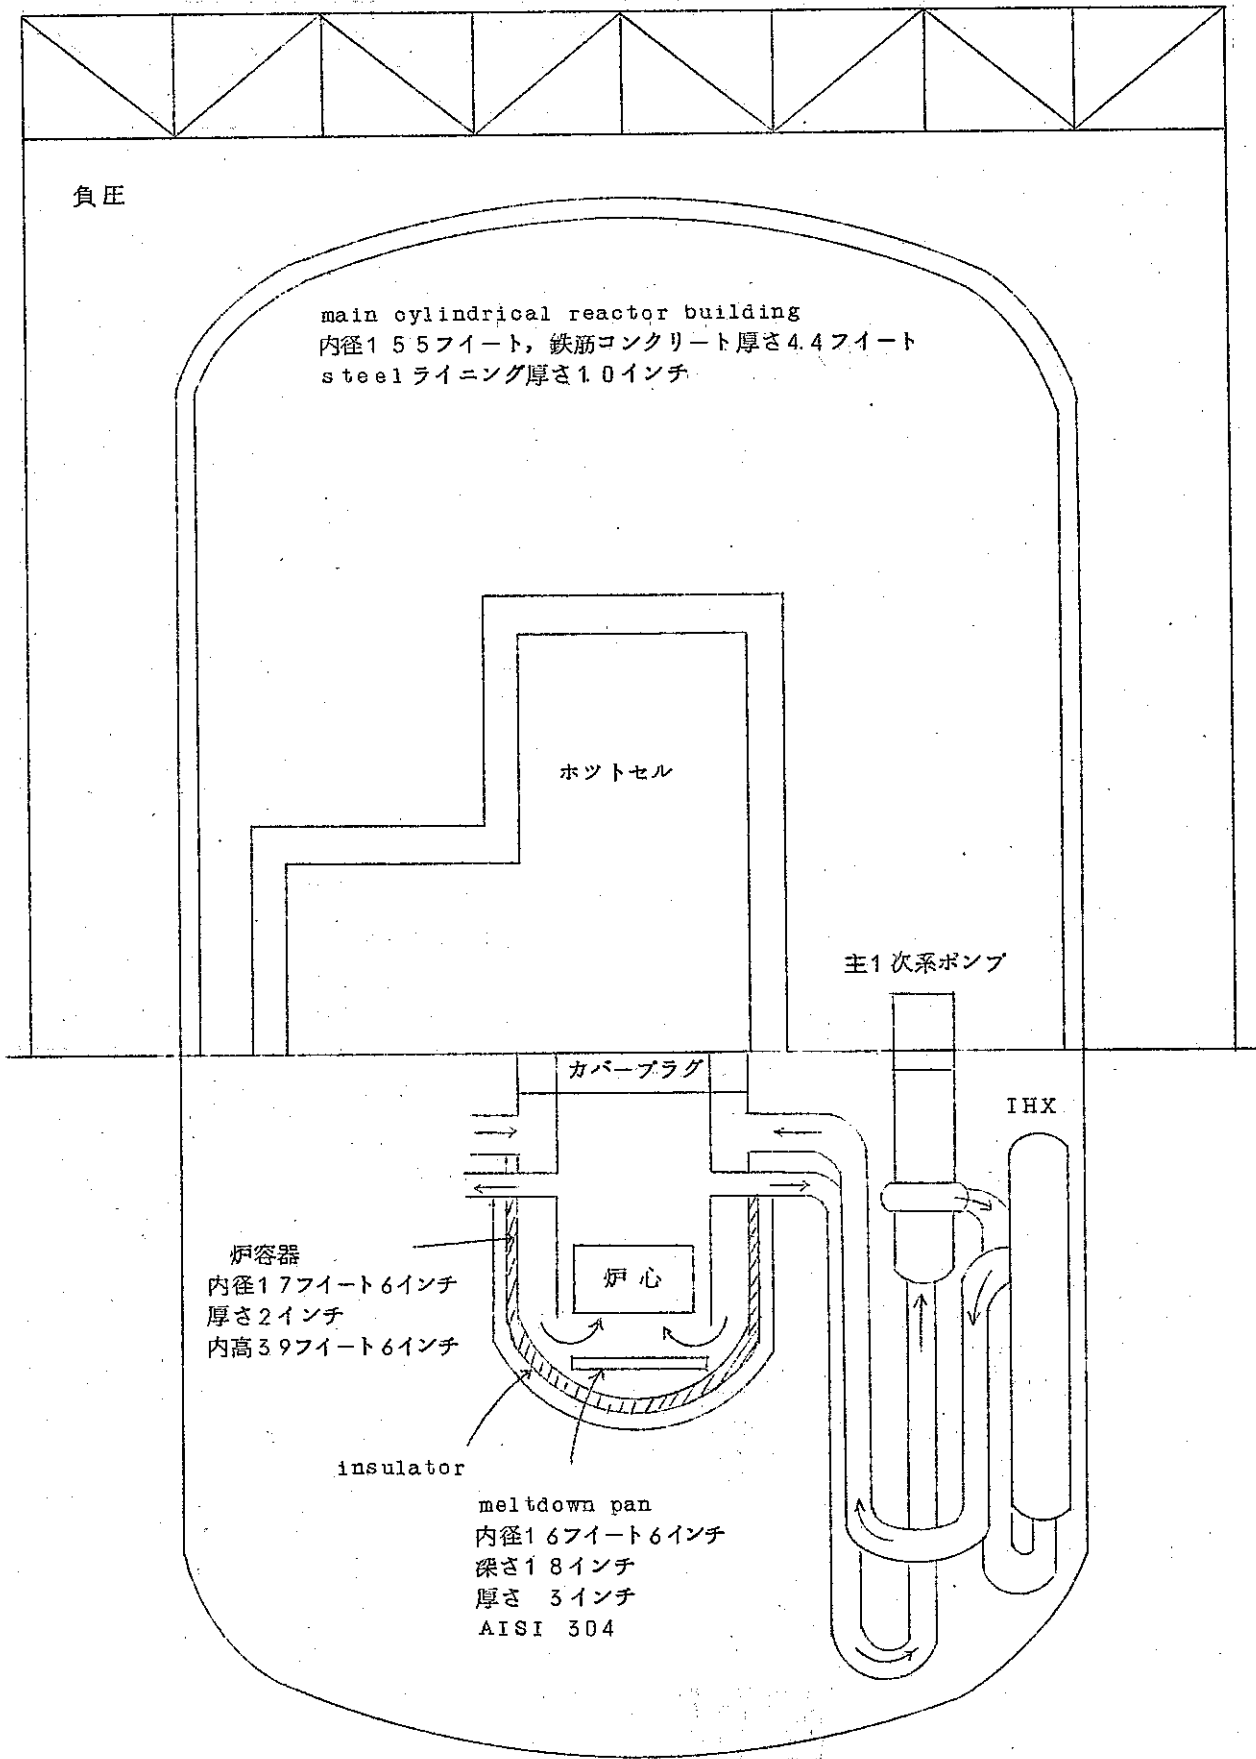 負圧
main cylindrical reactor building
内径155フイート,鉄筋コンクリート厚さ4.4フイート
steelライニング厚さ1.0インチ
ホツトセル
主1次系ポンプ
カバープラグ
IHX
炉容器
内径17フイート6インチ
厚さ2インチ
内高39フイート6インチ
炉心
insulator
meltdown pan
内径16フイート6インチ
深さ18インチ
厚さ 3インチ
AISI 304